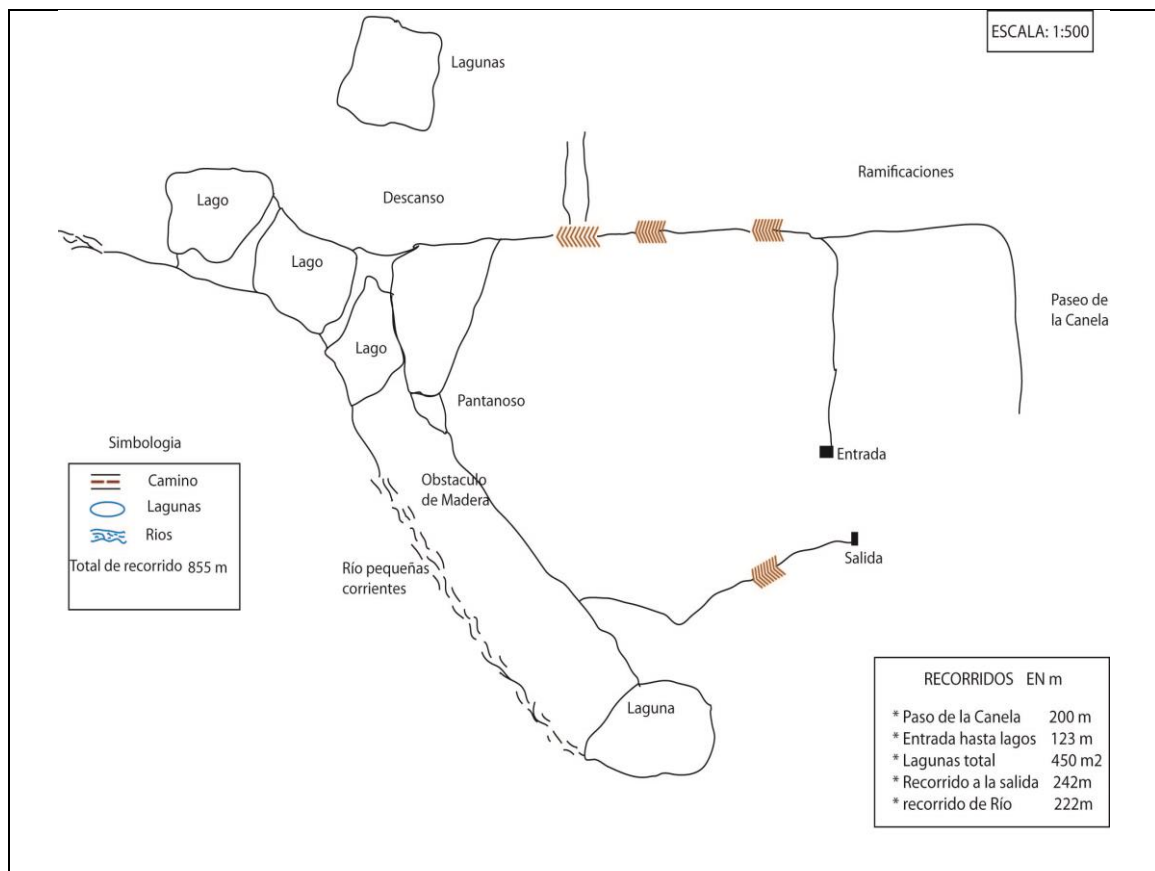 ESCALA: 1:500
Lagunas
Ramificaciones
Lago
Descanso
Lago
Paseo de
la Canela
Lago
Pantanoso
Simbologia
Entrada
Camino
Lagunas
Rios
Total de recorrido 855 m
Obstaculo
de Madera
Salida
Río pequeñas
corrientes
Laguna
RECORRIDOS EN m
* Paso de la Canela 200 m
* Entrada hasta lagos 123 m
* Lagunas total 450 m2
* Recorrido a la salida 242m
* recorrido de Río 222m